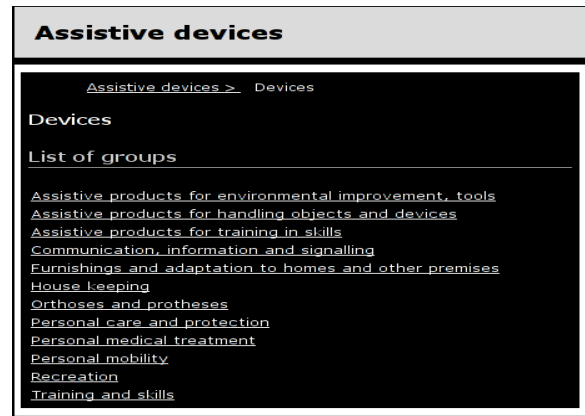 Assistive devices
Assistive devices > Devices
Devices
List of groups
Assistive products for environmental improvement, tools
Assistive products for handling objects and devices
Assistive products for training in skills
Communication, information and signalling
Furnishings and adaptation to homes and other premises
House keeping
Orthoses and protheses
Personal care and protection
Personal medical treatment
Personal mobility
Recreation
Training and skills